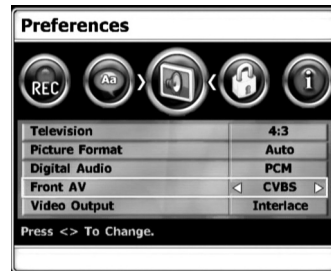 Preferences
REC Aa i
Television 4:3
Picture Format Auto
Digital Audio PCM
Front AV CVBS
Video Output Interlace
Press <> To Change.